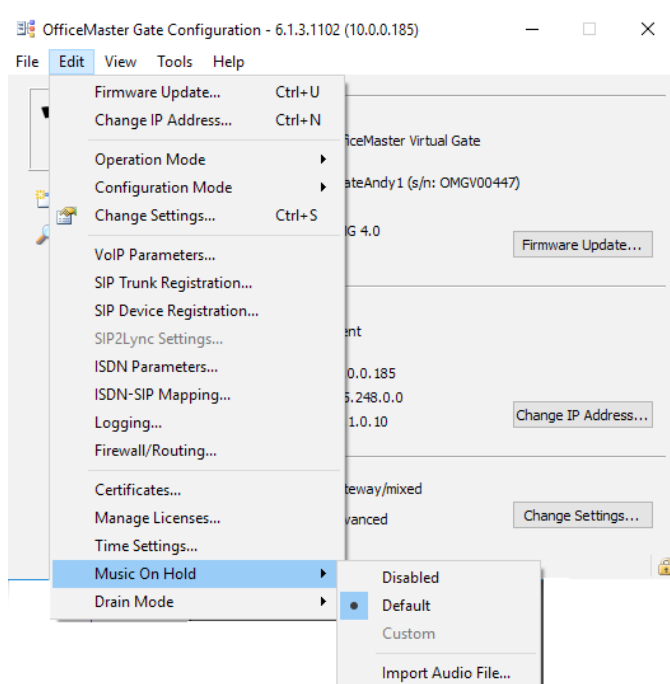 OfficeMaster Gate Configuration - 6.1.3.1102 (10.0.0.185)
File Edit View Tools Help
Firmware Update... Ctrl+U
Change IP Address... Ctrl+N
Operation Mode
Configuration Mode
Change Settings... Ctrl+S
VoIP Parameters...
SIP Trunk Registration...
SIP Device Registration...
SIP2Lync Settings...
ISDN Parameters...
ISDN-SIP Mapping...
Logging...
Firewall/Routing...
Certificates...
Manage Licenses...
Time Settings...
Music On Hold
Drain Mode
Disabled
Default
Custom
Import Audio File...
iceMaster Virtual Gate
ateAndy1 (s/n: OMGV00447)
G 4.0
Firmware Update...
ent
0.0.185
5.248.0.0
1.0.10
Change IP Address...
teway/mixed
vanced
Change Settings...